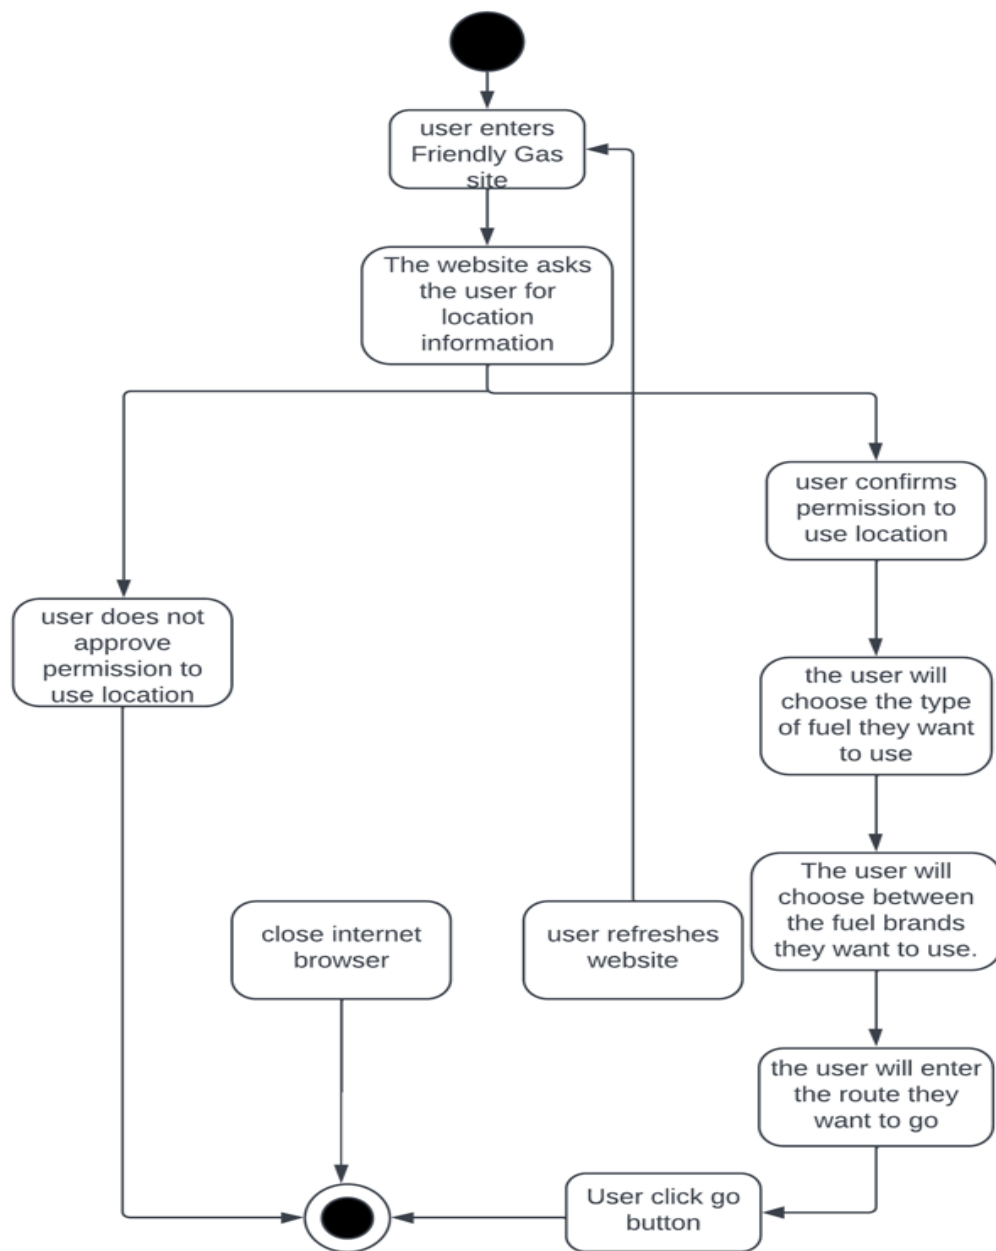 user enters
Friendly Gas
site
The website asks
the user for
location
information
user confirms
permission to
use location
user does not
approve
permission to
use location
the user will
choose the type
of fuel they want
to use
The user will
choose between
the fuel brands
they want to use.
close internet
browser
user refreshes
website
the user will enter
the route they
want to go
User click go
button